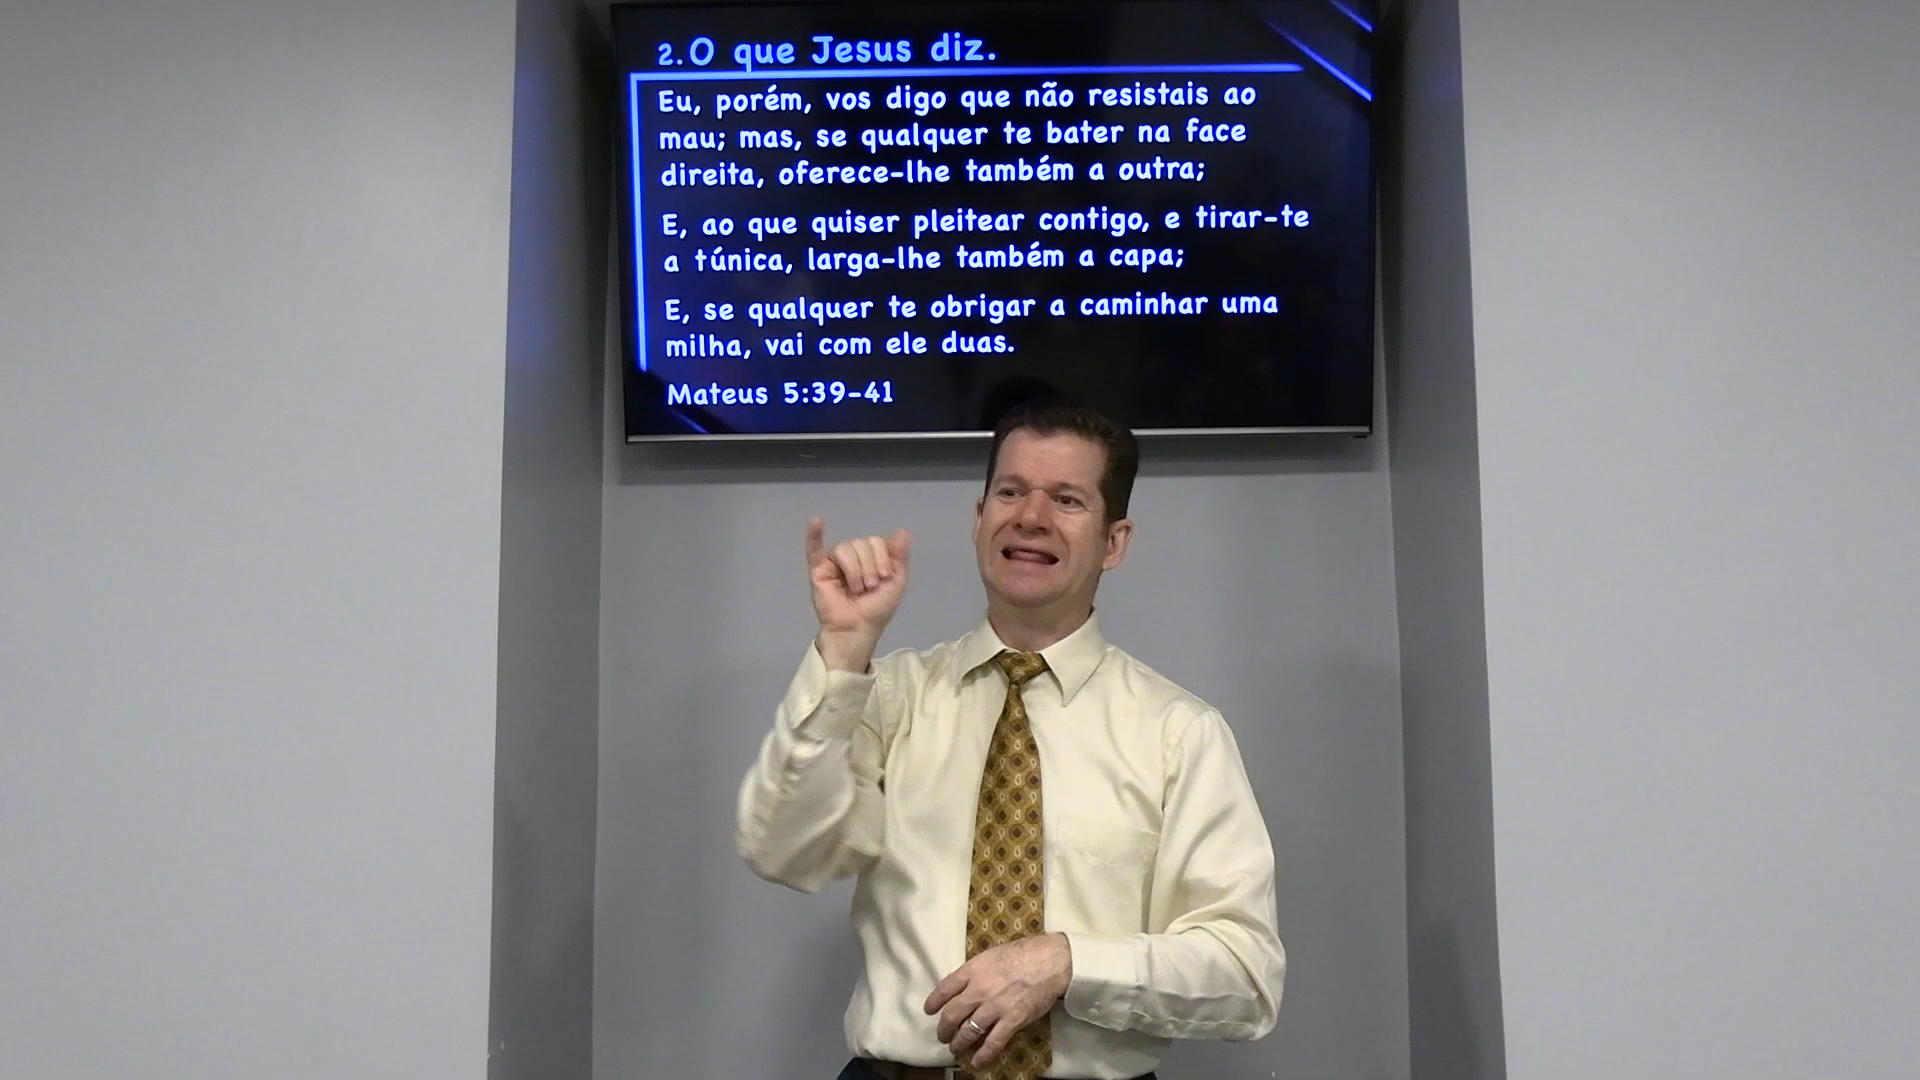 2.O que Jesus diz.
Eu, porém, vos digo que não resistais ao
mau; mas, se qualquer te bater na face
direita, oferece-lhe também a outra;
E, ao que quiser pleitear contigo, e tirar-te
a túnica, larga-lhe também a capa;
E, se qualquer te obrigar a caminhar uma
milha, vai com ele duas.
Mateus 5:39-41